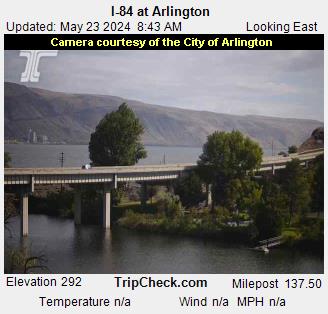 I-84 at Arlington
Updated: May 23 2024 8:43 AM Looking East
Camera courtesy of the City of Arlington
Elevation 292 TripCheck.com Milepost 137.50
Temperature n/a Wind n/a MPH n/a